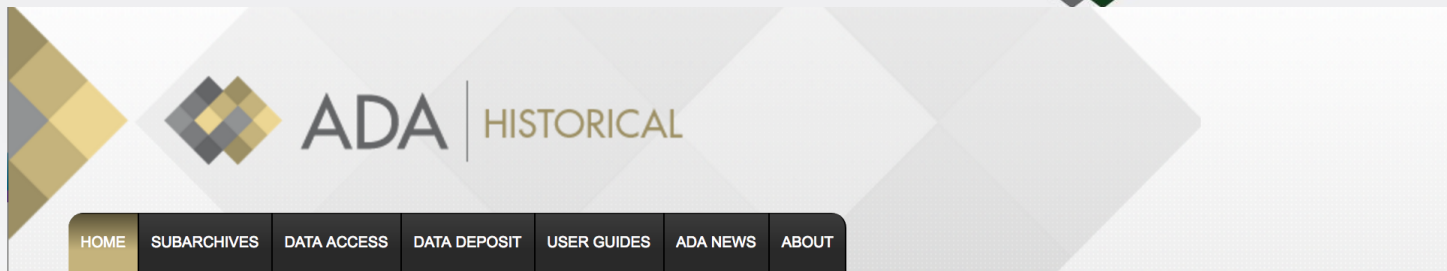 ADA HISTORICAL
HOME SUBARCHIVES DATA ACCESS DATA DEPOSIT USER GUIDES ADA NEWS ABOUT